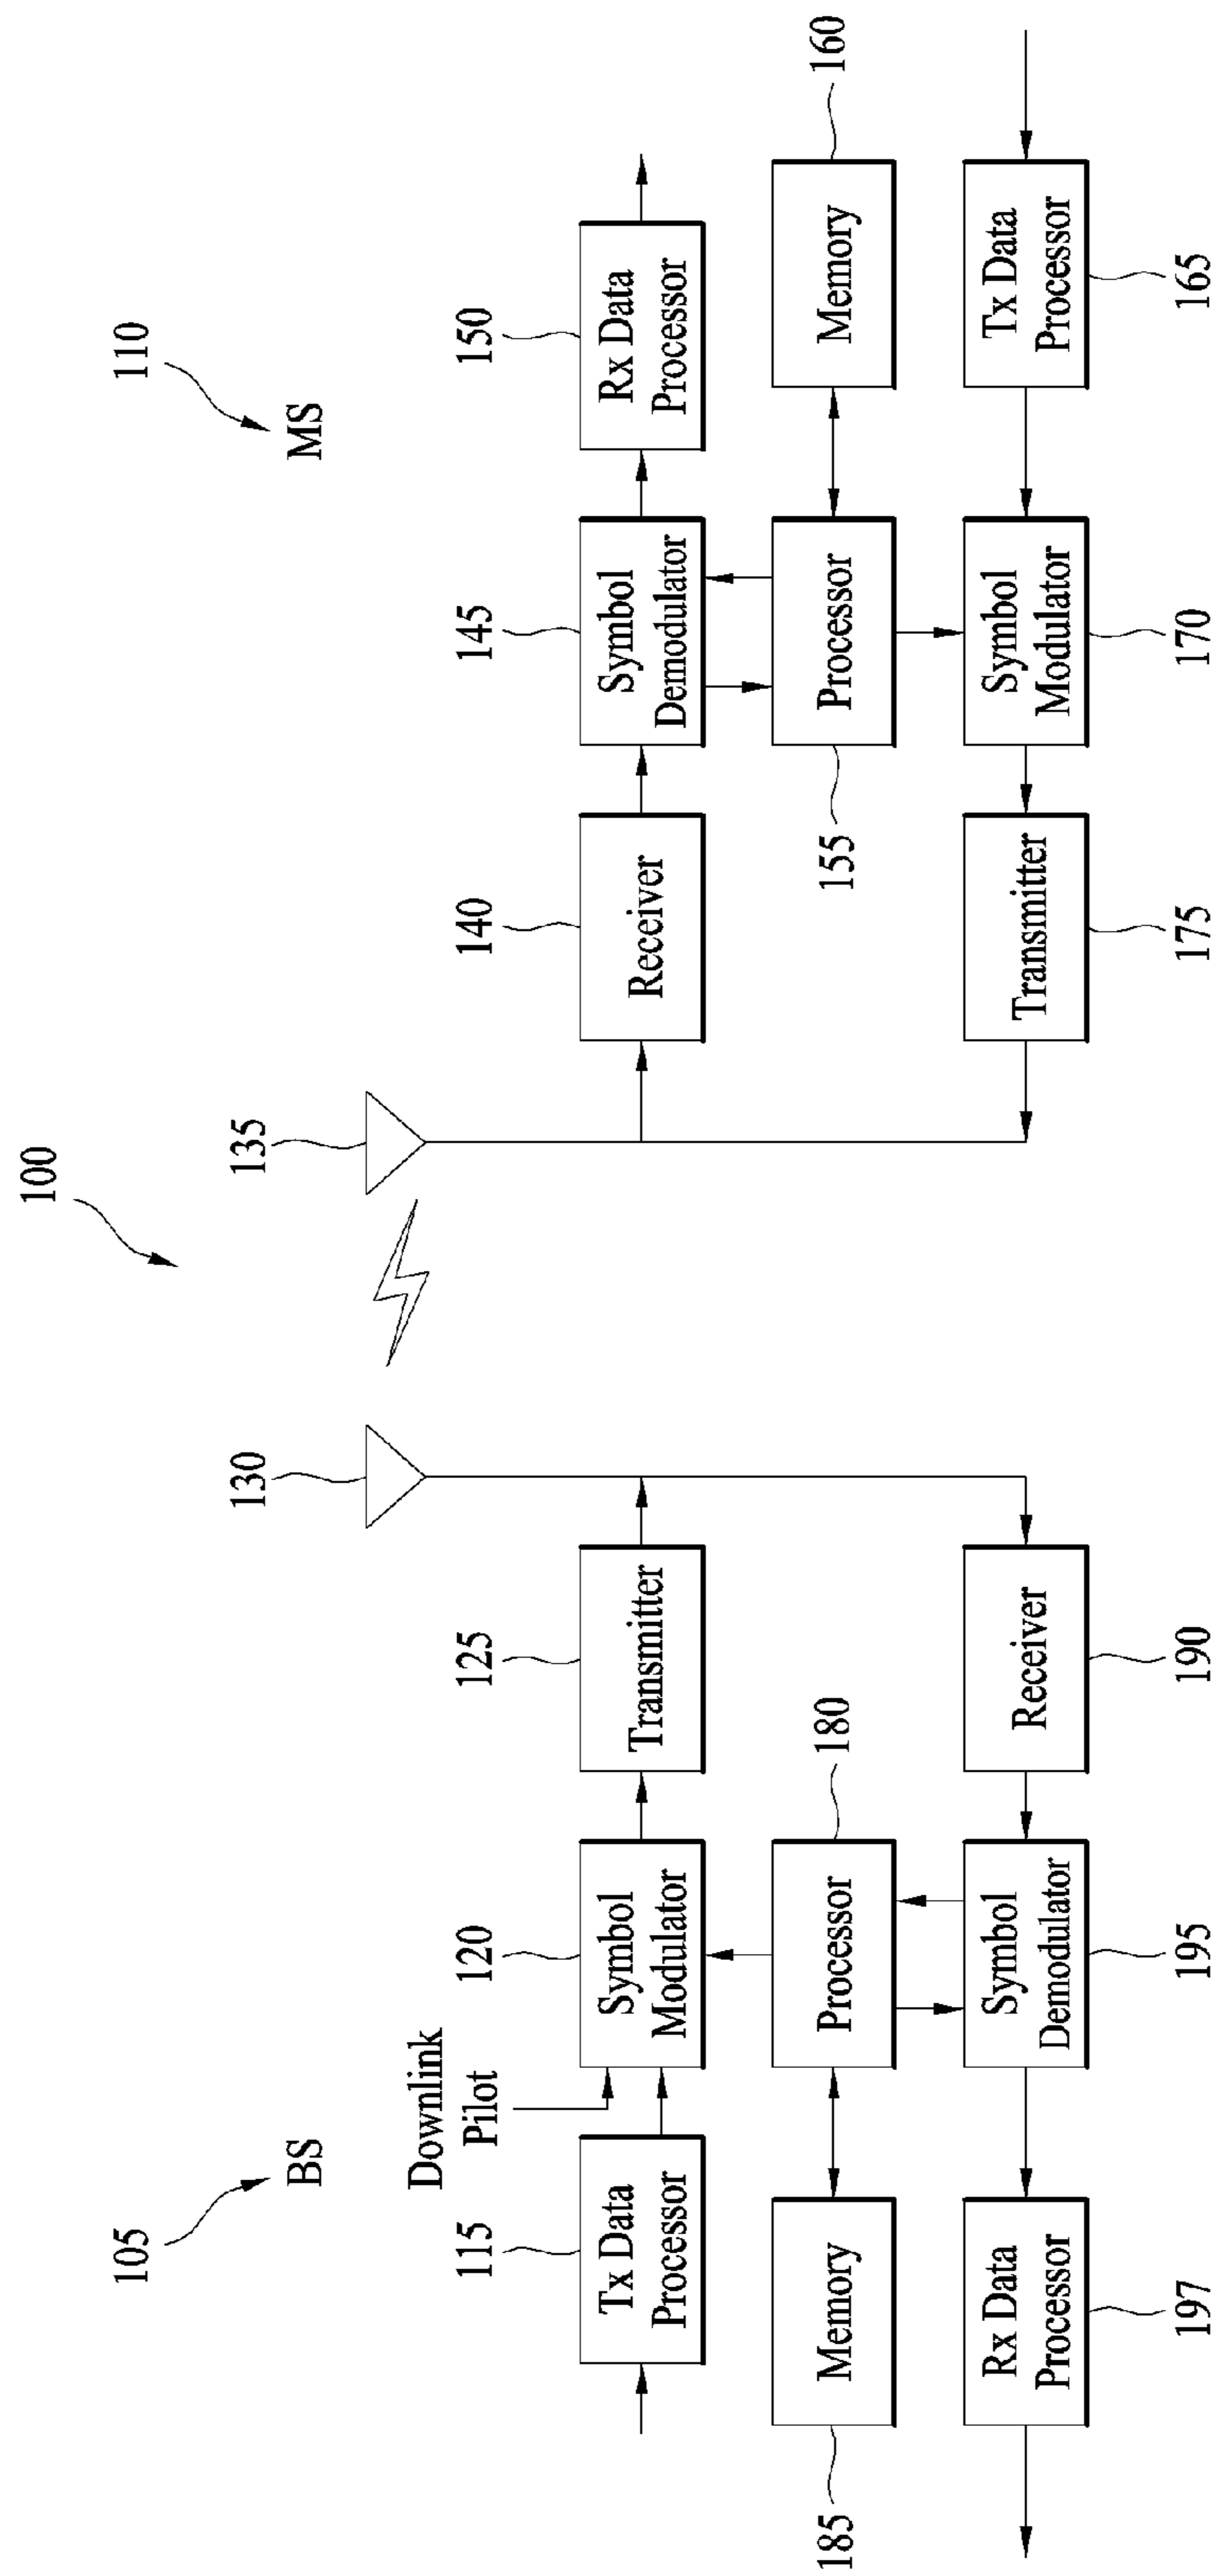 100
105
BS
110
MS
130
135
Downlink
Pilot
115
120
125
140
145
150
Tx Data
Processor
Symbol
Modulator
Transmitter
Receiver
Symbol
Demodulator
Rx Data
Processor
180
160
Memory
Processor
Processor
Memory
185
155
Rx Data
Processor
Symbol
Demodulator
Receiver
Transmitter
Symbol
Modulator
Tx Data
Processor
197
195
190
175
170
165